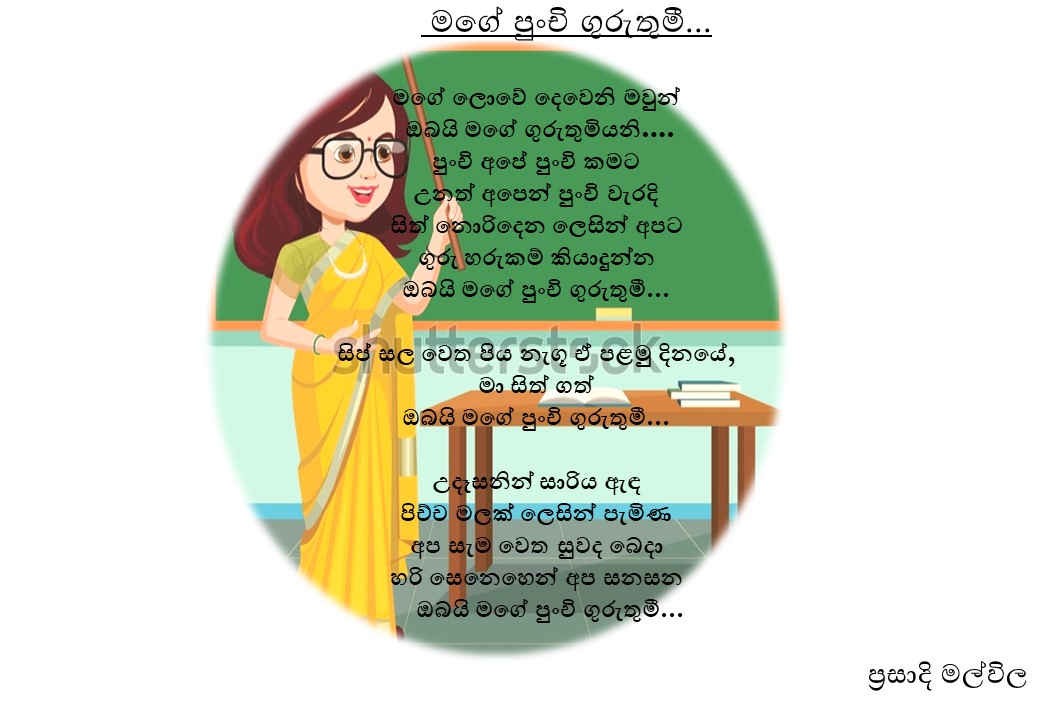 මගේ පුංචි ගුරුතුමී...
මගේ ලොවේ දෙවෙනි මවුන්
ඔබයි මගේ ගුරුතුමියනි....
පුංචි අපේ පුංචි කමට
උනත් අපෙන් පුංචි වැරදි
සිත් නොරිදෙන ලෙසින් අපට
ගුරු හරුකම් කියාදුන්න
ඔබයි මගේ පුංචි ගුරුතුමී...
සිප් සල වෙත පිය නැගූ ඒ පළමු දිනයේ,
මා සිත් ගත්
ඔබයි මගේ පුංචි ගුරුතුමී...
උදෑසනින් සාරිය ඇඳ
පිච්ච මලක් ලෙසින් පැමිණ
අප සැම වෙත සුවද බෙදා
හරි සෙනෙහෙන් අප සනසන
ඔබයි මගේ පුංචි ගුරුතුමී...
shutterstock
ප්‍රසාදි මල්විල